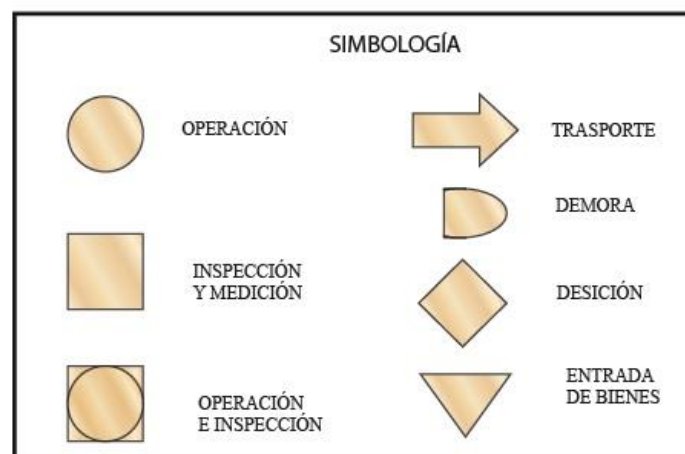 SIMBOLOGÍA
OPERACIÓN
INSPECCIÓN
Y MEDICIÓN
OPERACIÓN
E INSPECCIÓN
TRASPORTE
DEMORA
DESICIÓN
ENTRADA
DE BIENES